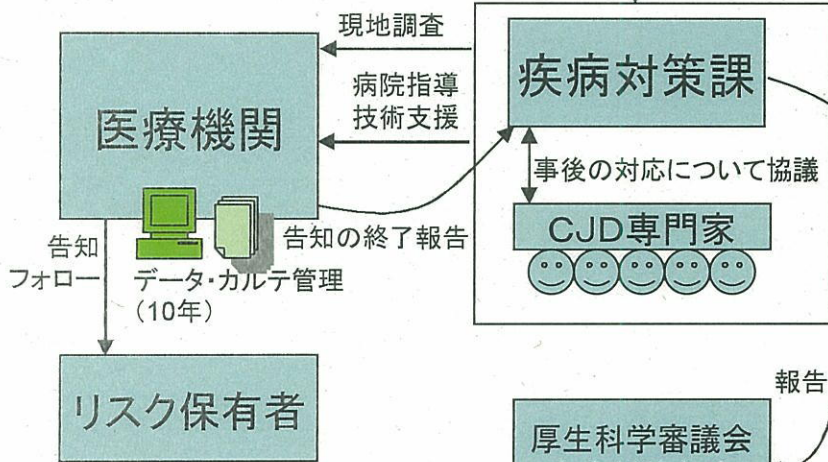 現地調査
疾病対策課
医療機関
病院指導
技術支援
事後の対応について協議
CJD専門家
告知の終了報告
告知
フォロー
データ・カルテ管理
(10年)
リスク保有者
報告
厚生科学審議会